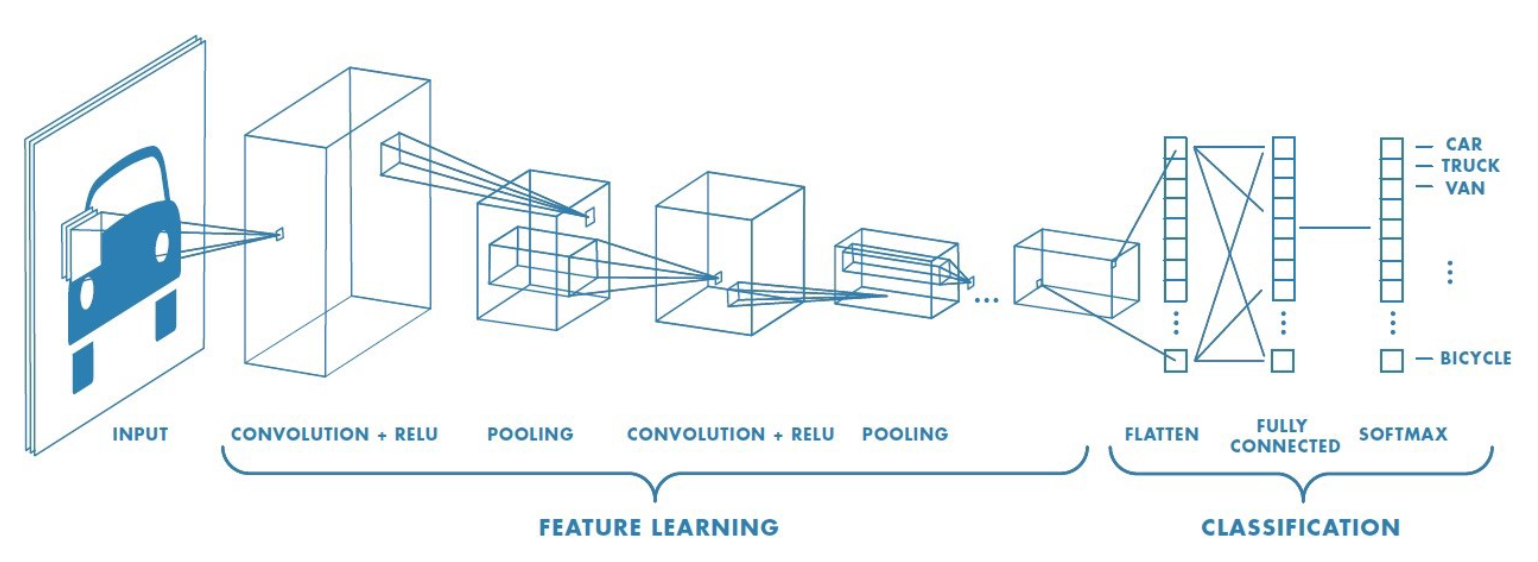 CAR
TRUCK
VAN
BICYCLE
INPUT
CONVOLUTION + RELU
POOLING
CONVOLUTION + RELU
POOLING
FLATTEN
FULLY
CONNECTED
SOFTMAX
FEATURE LEARNING
CLASSIFICATION